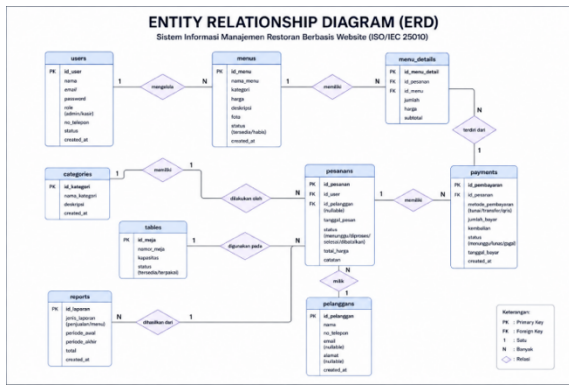 ENTITY RELATIONSHIP DIAGRAM (ERD)
Sistem Informasi Manajemen Restoran Berbasis Website (ISO/IEC 25010)
users
PK id_user
nama
email
password
role
(admin/kasir)
no_telepon
status
created_at
1
mengelola
N
menus
PK id_menu
nama_menu
kategori
harga
deskripsi
foto
status
(tersedia/habis)
created_at
1
memiliki
N
menu_details
PK id_menu_detail
FK id_pesanan
FK id_menu
jumlah
harga
subtotal
N
terdiri dari
1
categories
PK id_kategori
nama_kategori
deskripsi
created_at
1
memiliki
1
dilakukan oleh
N
pesanans
PK id_pesanan
FK id_user
FK id_pelanggan
(nullable)
tanggal_pesan
status
(menunggu/diproses/
selesai/dibatalkan)
total_harga
catatan
1
memiliki
N
payments
PK id_pembayaran
FK id_pesanan
metode_pembayaran
(tunai/transfer/qris)
jumlah_bayar
kembalian
status
(menunggu/lunas/gagal)
tanggal_bayar
created_at
tables
PK id_meja
nomor_meja
kapasitas
status
(tersedia/terpakai)
1
digunakan pada
N
reports
PK id_laporan
jenis_laporan
(penjualan/menu)
periode_awal
periode_akhir
total
created_at
N
dihasilkan dari
1
N
milik
1
pelanggans
PK id_pelanggan
nama
no_telepon
email
(nullable)
alamat
(nullable)
created_at
Keterangan:
PK : Primary Key
FK : Foreign Key
1 : Satu
N : Banyak
: Relasi